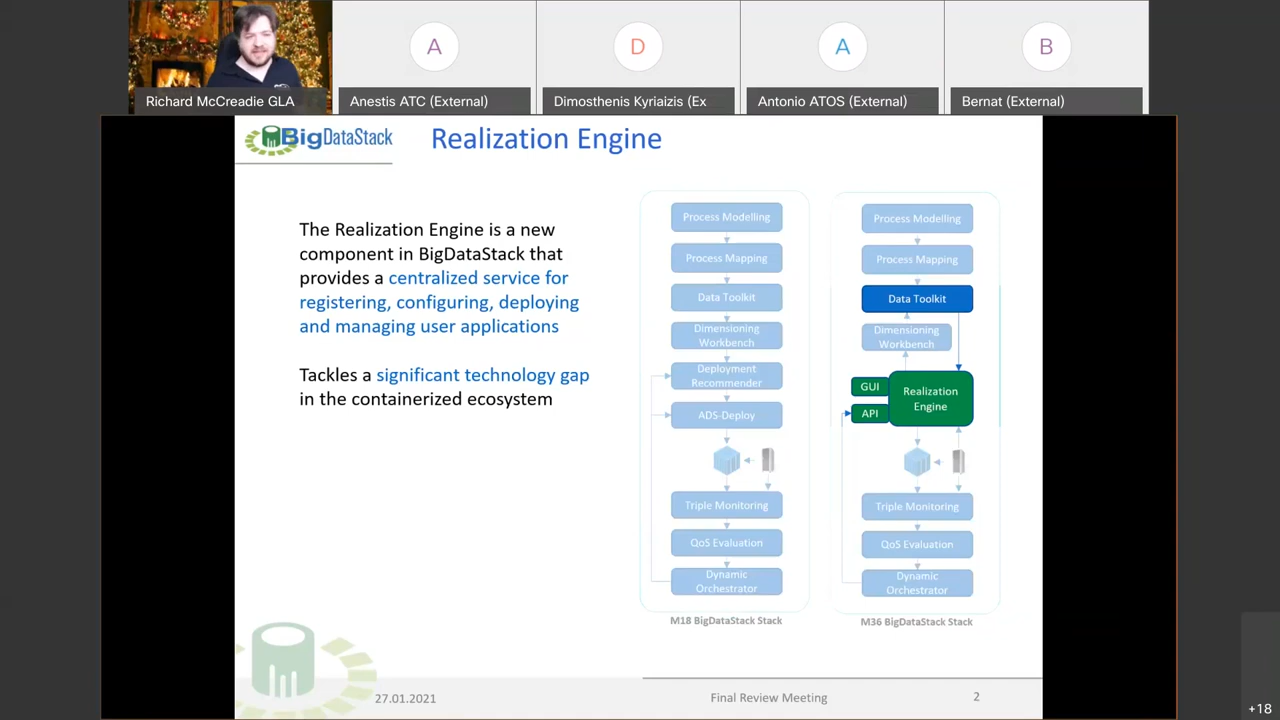 A
D
A
B
Richard McCreadie GLA
Anestis ATC (External)
Dimosthenis Kyriaizis (Ex
Antonio ATOS (External)
Bernat (External)
BigDataStack
Realization Engine
The Realization Engine is a new
component in BigDataStack that
provides a centralized service for
registering, configuring, deploying
and managing user applications
Tackles a significant technology gap
in the containerized ecosystem
Process Modelling
Process Mapping
Data Toolkit
Dimensioning
Workbench
Deployment
Recommender
ADS-Deploy
Triple Monitoring
QoS Evaluation
Dynamic
Orchestrator
M18 BigDataStack Stack
Process Modelling
Process Mapping
Data Toolkit
Dimensioning
Workbench
GUI
API
Realization
Engine
Triple Monitoring
QoS Evaluation
Dynamic
Orchestrator
M36 BigDataStack Stack
27.01.2021
Final Review Meeting
2
+18